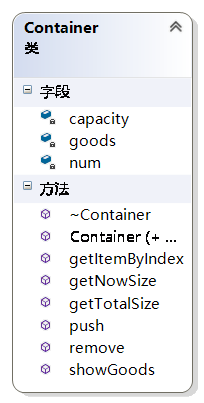 Container
类
字段
capacity
goods
num
方法
~Container
Container (+ ...
getItemByIndex
getNowSize
getTotalSize
push
remove
showGoods